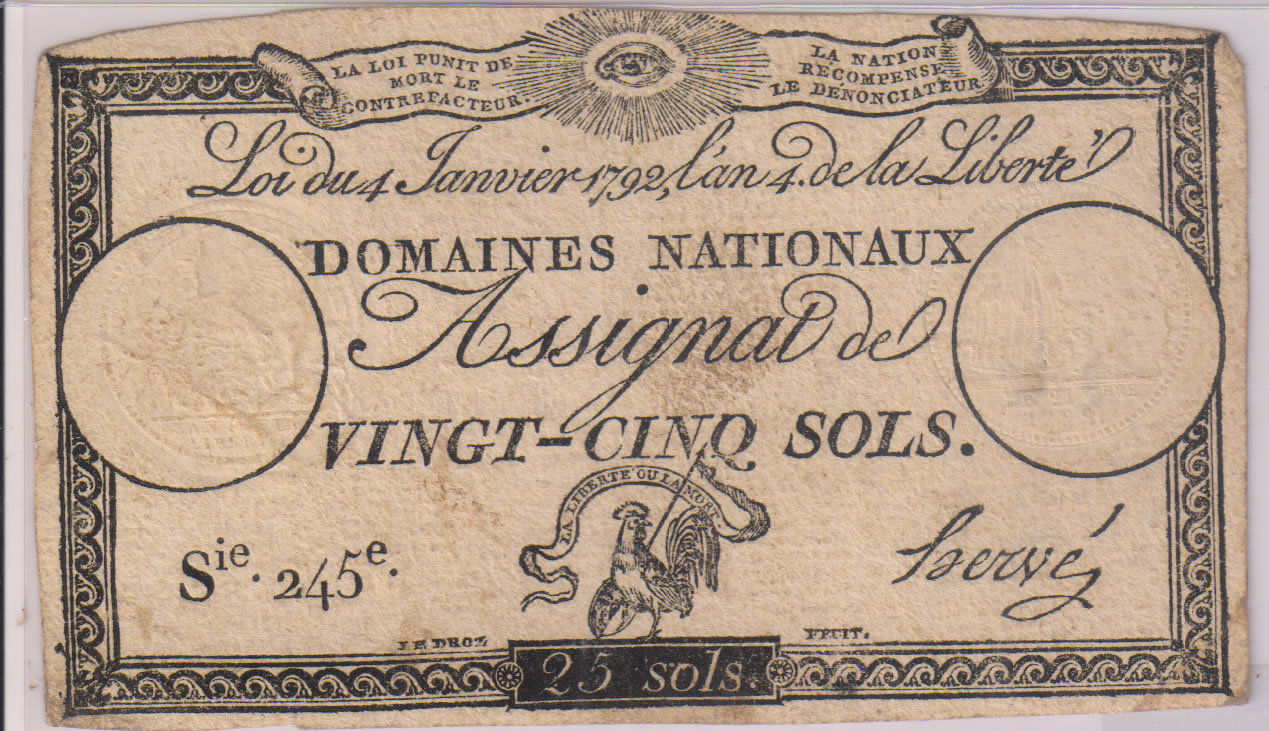 LA LOI PUNIT DE
MORT LE
CONTREFACTEUR.
LA NATION
RECOMPENSE
LE DENONCIATEUR
Loi du 4 Janvier 1792, l'an 4.e de la Liberté
DOMAINES NATIONAUX
Assignat de
VINGT-CINQ SOLS.
LA LIBERTE OU LA MORT
Sie. 245e.
hervé
J.E DROZ FECIT.
25 sols.